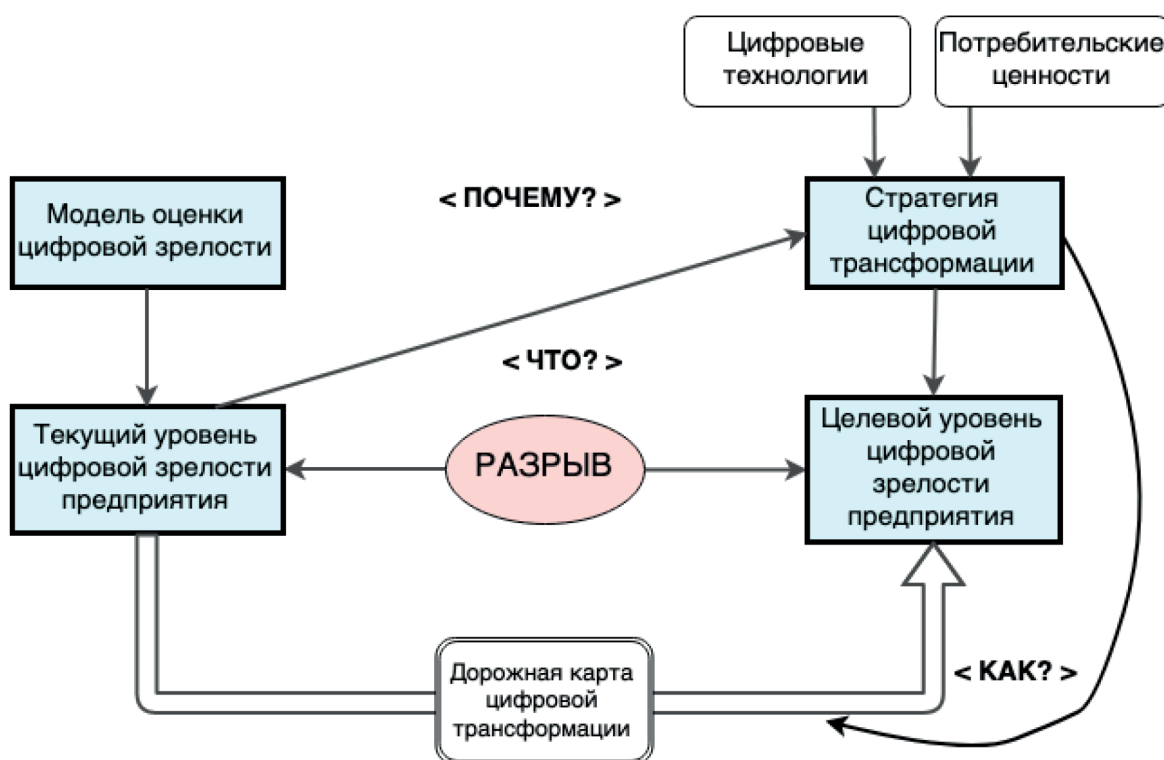 Цифровые
технологии
Потребительские
ценности
Модель оценки
цифровой зрелости
< ПОЧЕМУ? >
Стратегия
цифровой
трансформации
< ЧТО? >
Текущий уровень
цифровой зрелости
предприятия
РАЗРЫВ
Целевой уровень
цифровой
зрелости
предприятия
Дорожная карта
цифровой
трансформации
< КАК? >